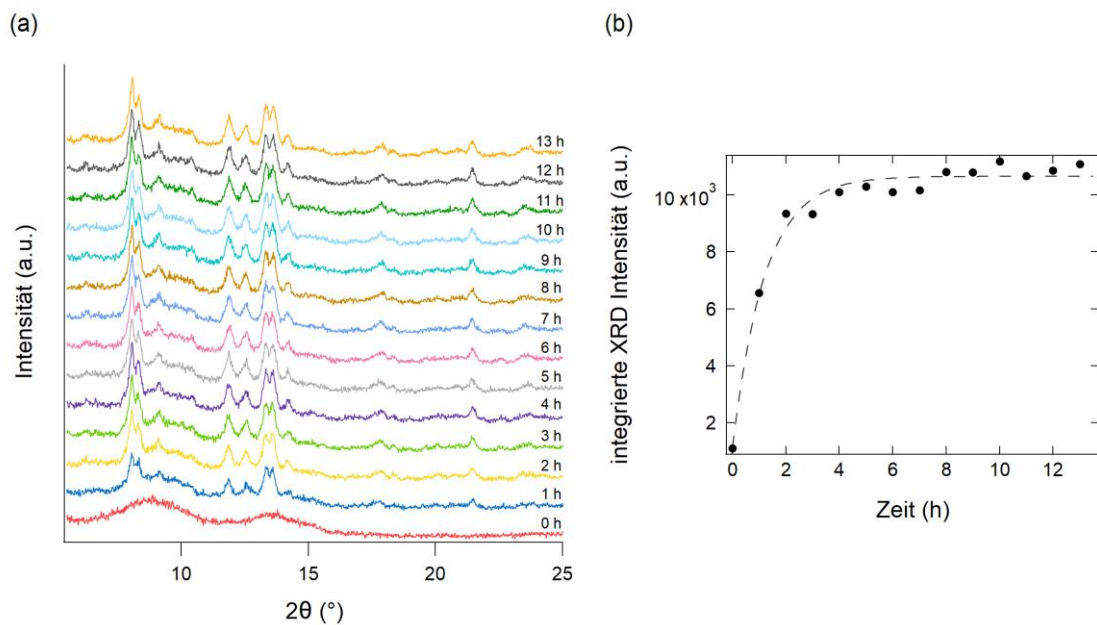 (a)
(b)
Intensität (a.u.)
13 h
12 h
11 h
10 h
9 h
8 h
7 h
6 h
5 h
4 h
3 h
2 h
1 h
0 h
10
15
20
25
2θ (°)
integrierte XRD Intensität (a.u.)
10 x10³
8
6
4
2
0
2
4
6
8
10
12
Zeit (h)